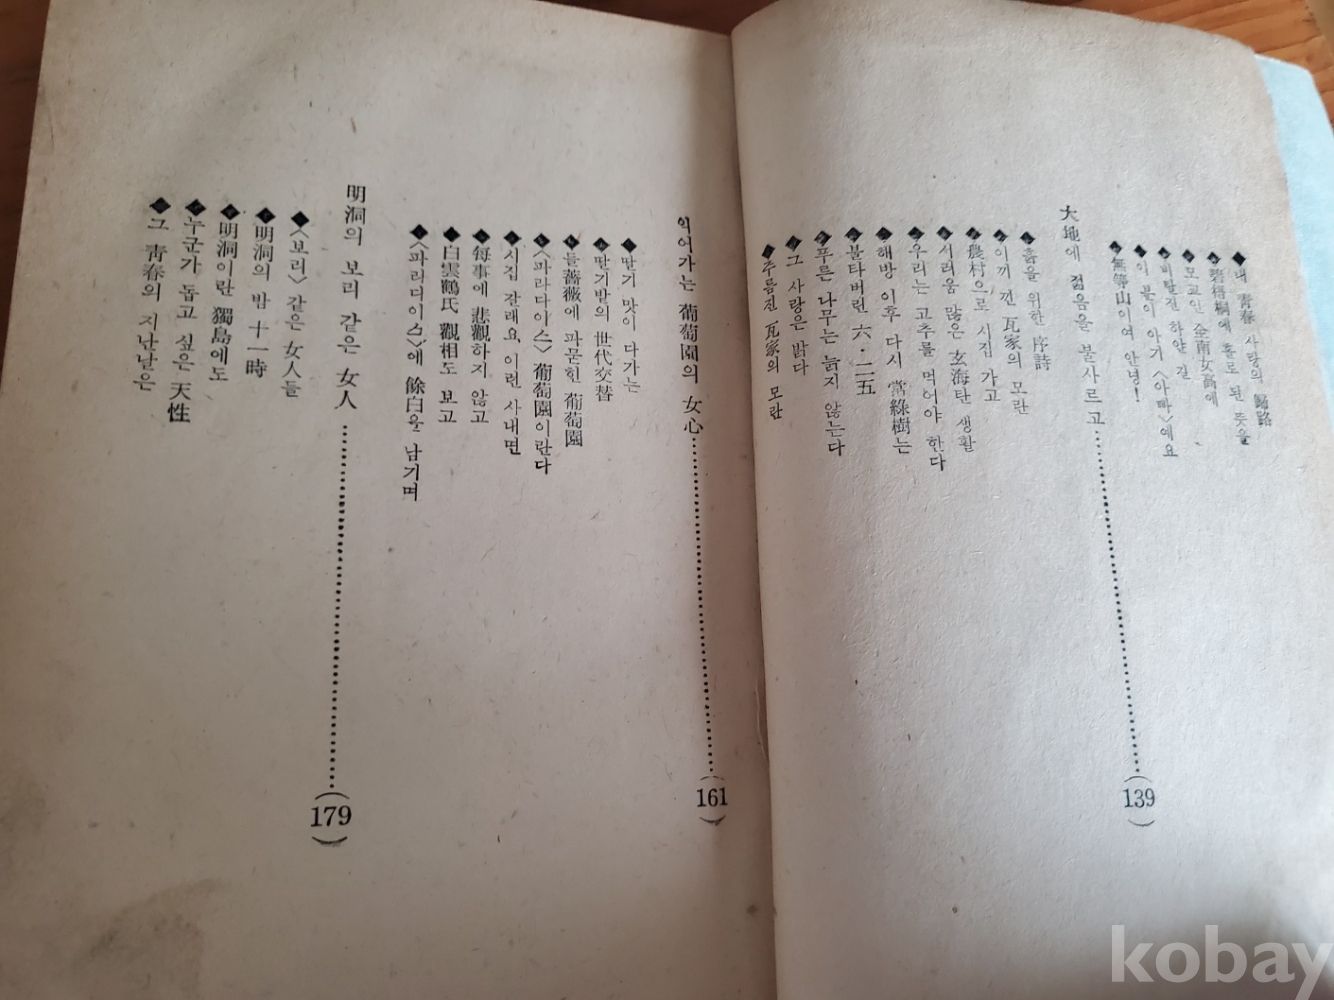 ◆내 靑春 사랑의 歸路
◆碧梧桐에 홀로 된 뜻을
◆모교인 全南女高에
◆비탈진 하얀 길
◆이 분이 아기 〈아빠〉예요
◆無等山이여 안녕!
大地에 젊음을 불사르고 (139)
◆흙을 위한 序詩
◆이끼 낀 瓦家의 모란
◆農村으로 시집 가고
◆서러움 많은 玄海탄 생활
◆우리는 고추를 먹어야 한다
◆해방 이후 다시 常綠樹는
◆불타버린 六·二五
◆푸른 나무는 늙지 않는다
◆그 사랑은 밝다
◆주름진 瓦家의 모란
익어가는 葡萄園의 女心 (161)
◆딸기 맛이 다가는
◆딸기밭의 世代交替
◆들薔薇에 파묻힌 葡萄園
◆〈파라다이스〉 葡萄園이란다
◆시집 갈래요, 이런 사내면
◆每事에 悲觀하지 않고
◆白雲鶴氏 觀相도 보고
◆〈파라다이스〉에 餘白을 남기며
明洞의 보리 같은 女人 (179)
◆〈보리〉 같은 女人들
◆明洞의 밤 十一時
◆明洞이란 獨島에도
◆누군가 돕고 싶은 天性
◆그 靑春의 지난날은
kobay